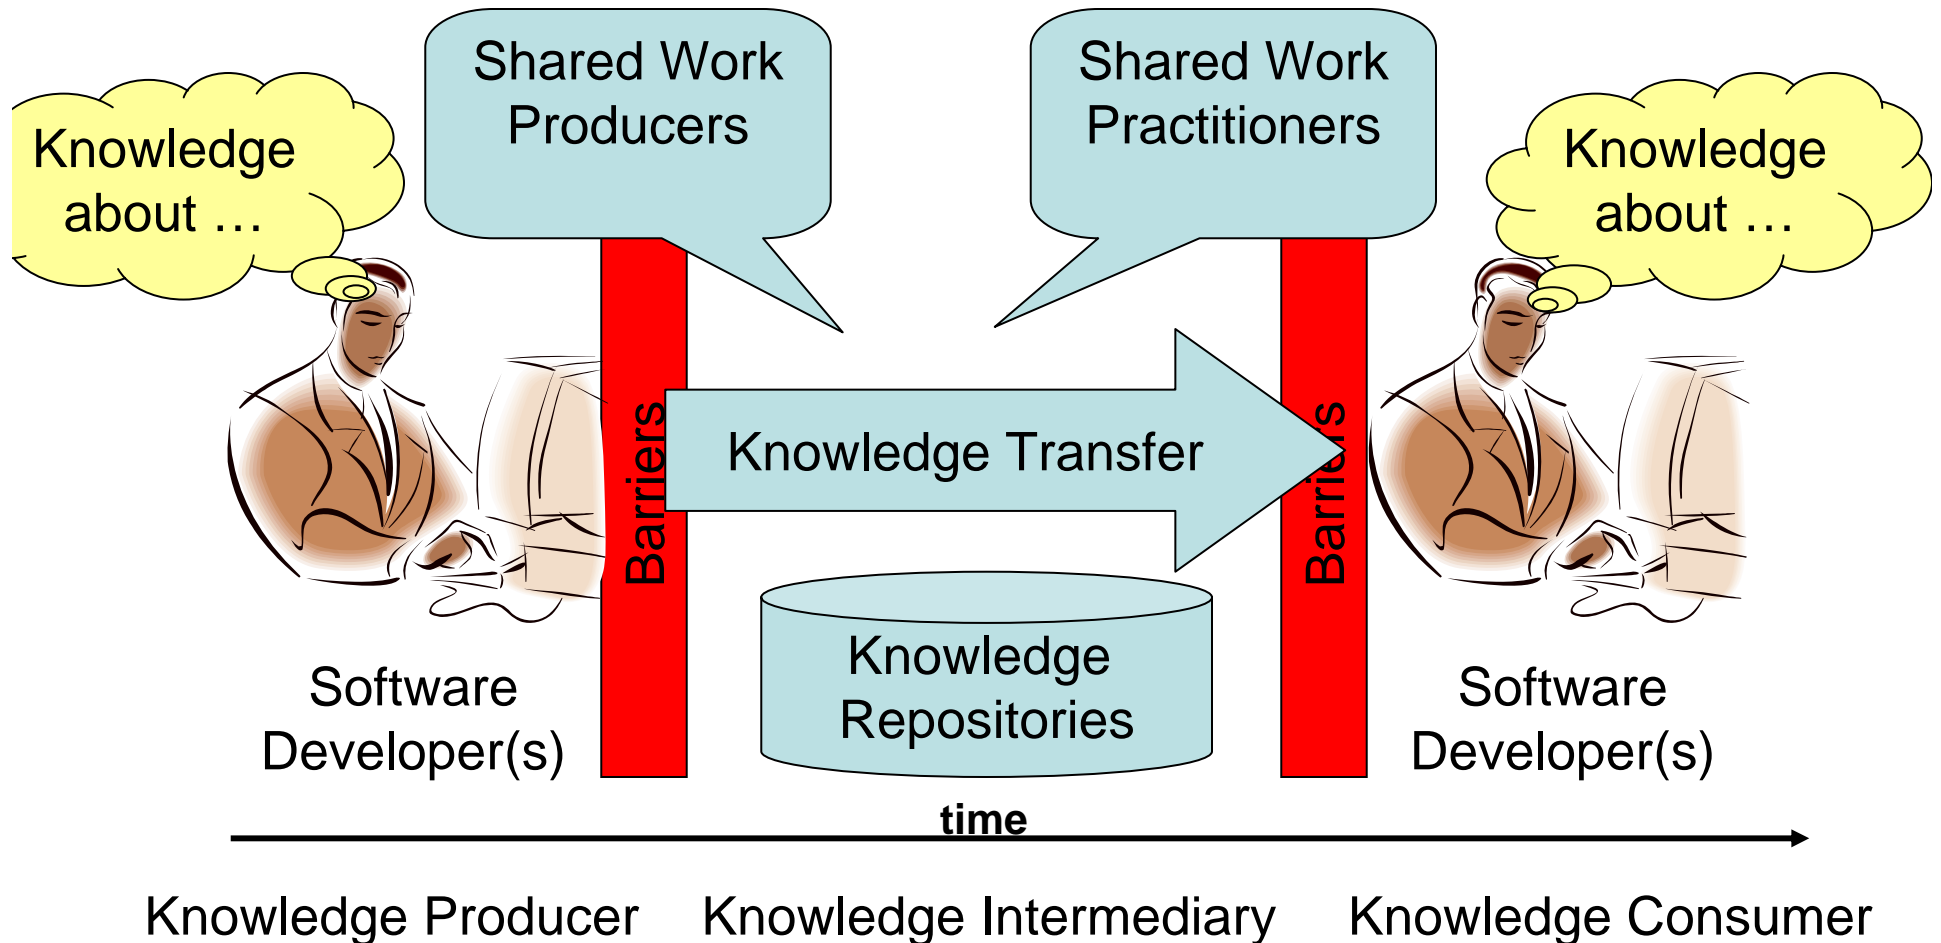 Shared Work
Producers
Shared Work
Practitioners
Knowledge
about …
Knowledge
about …
Barriers
Knowledge Transfer
Barriers
Knowledge
Repositories
Software
Developer(s)
Software
Developer(s)
time
Knowledge Producer
Knowledge Intermediary
Knowledge Consumer